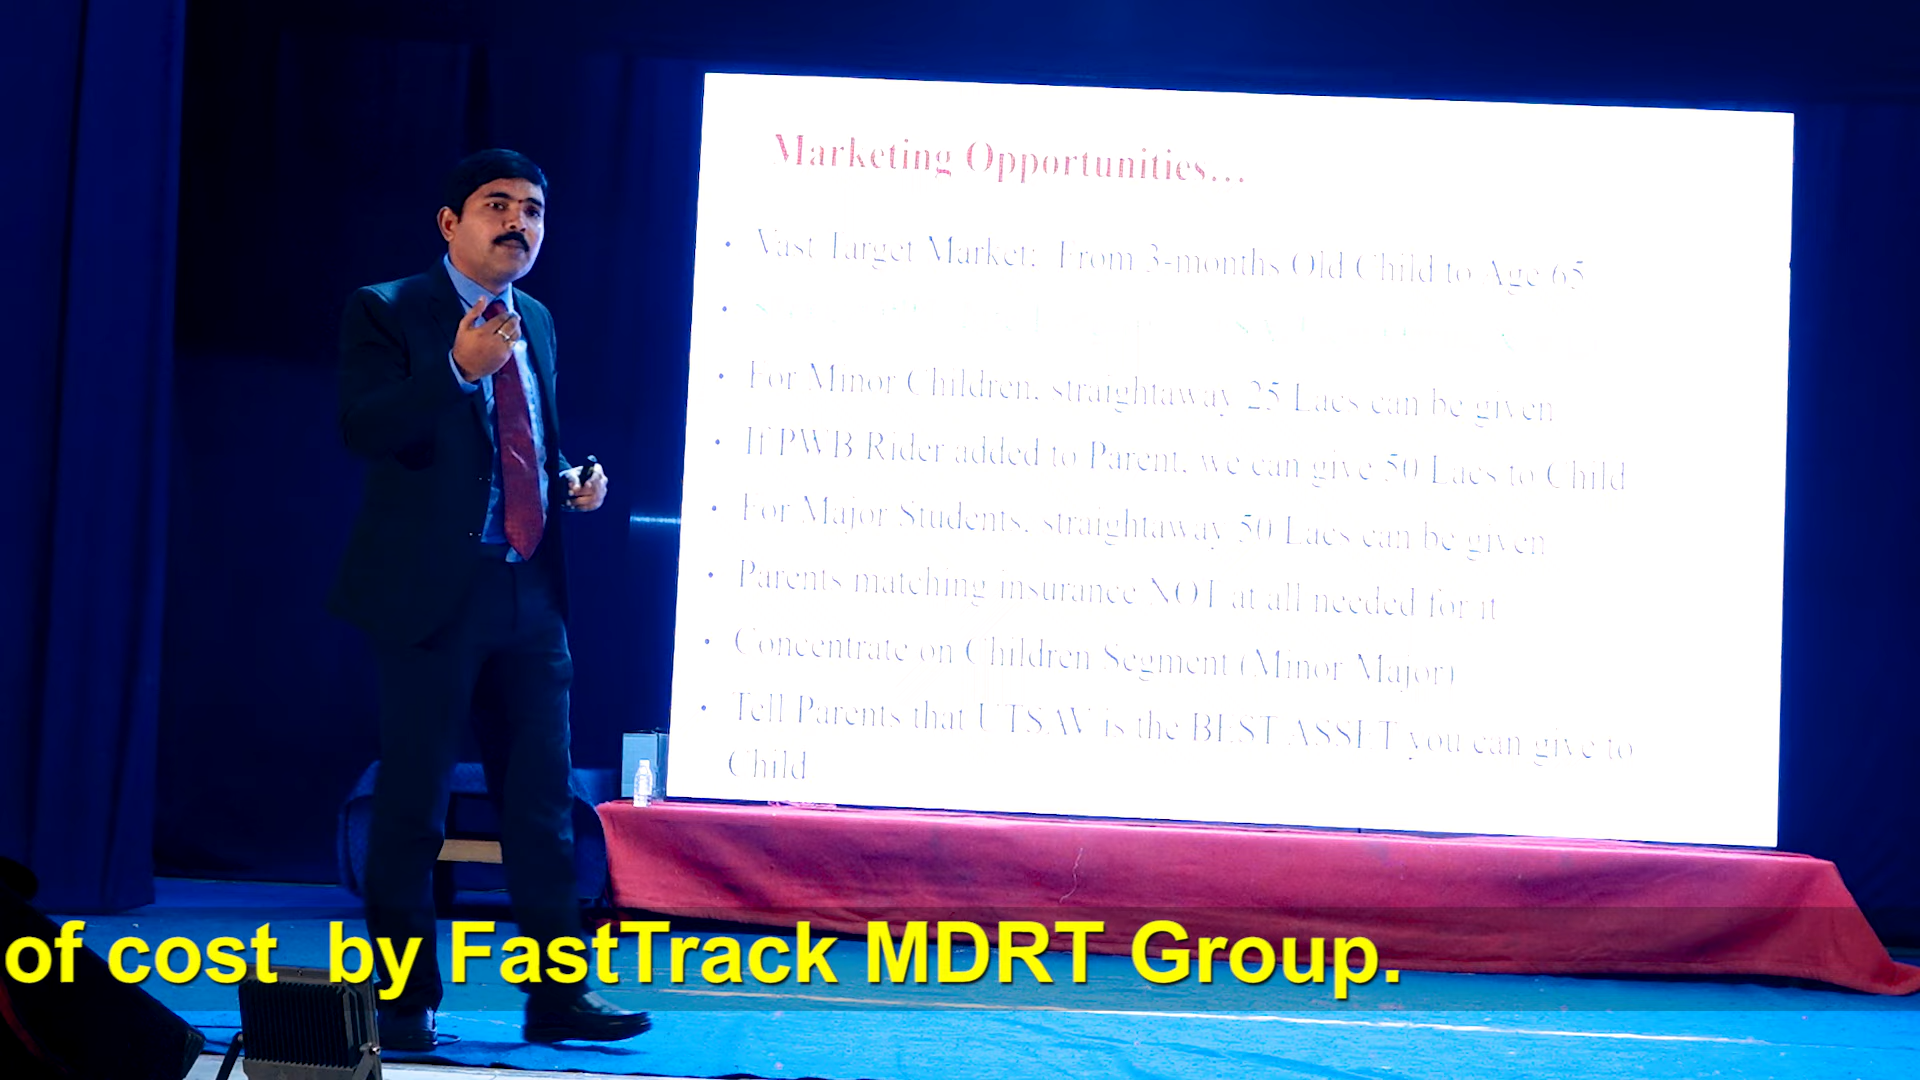 Marketing Opportunities...
• Vast Target Market: From 3-months Old Child to Age 65
•
• For Minor Children, straightaway 25 Lacs can be given
• If PWB Rider added to Parent, we can give 50 Lacs to Child
• For Major Students, straightaway 50 Lacs can be given
• Parents matching insurance NOT at all needed for it
• Concentrate on Children Segment (Minor Major)
• Tell Parents that UTSAV is the BEST ASSET you can give to
Child
of cost by FastTrack MDRT Group.